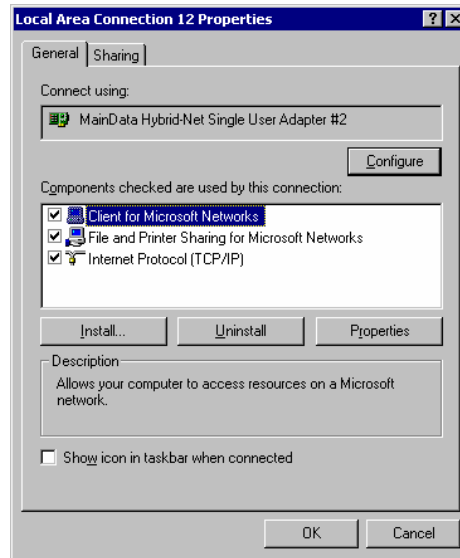 Local Area Connection 12 Properties
General
Sharing
Connect using:
MainData Hybrid-Net Single User Adapter #2
Configure
Components checked are used by this connection:
Client for Microsoft Networks
File and Printer Sharing for Microsoft Networks
Internet Protocol (TCP/IP)
Install...
Uninstall
Properties
Description
Allows your computer to access resources on a Microsoft
network.
Show icon in taskbar when connected
OK
Cancel